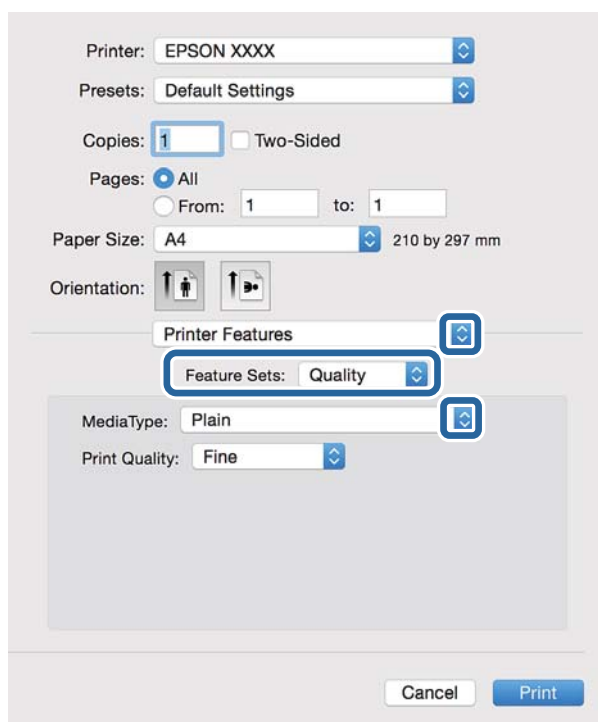 Printer: EPSON XXXX
Presets: Default Settings
Copies: 1 Two-Sided
Pages: All
From: 1 to: 1
Paper Size: A4 210 by 297 mm
Orientation:
Printer Features
Feature Sets: Quality
MediaType: Plain
Print Quality: Fine
Cancel Print